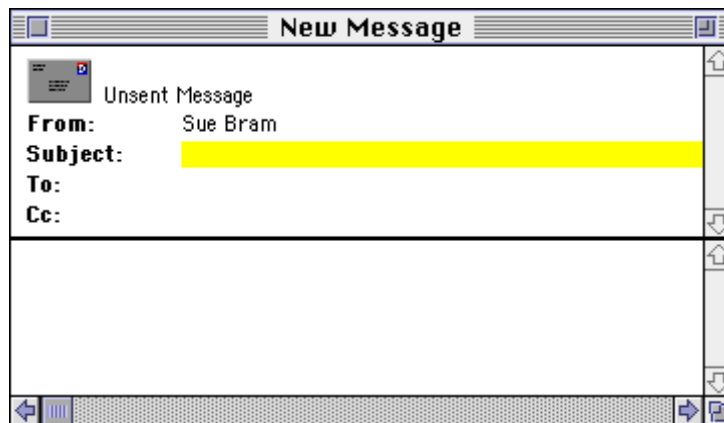 New Message
Unsent Message
From: Sue Bram
Subject:
To:
Cc: